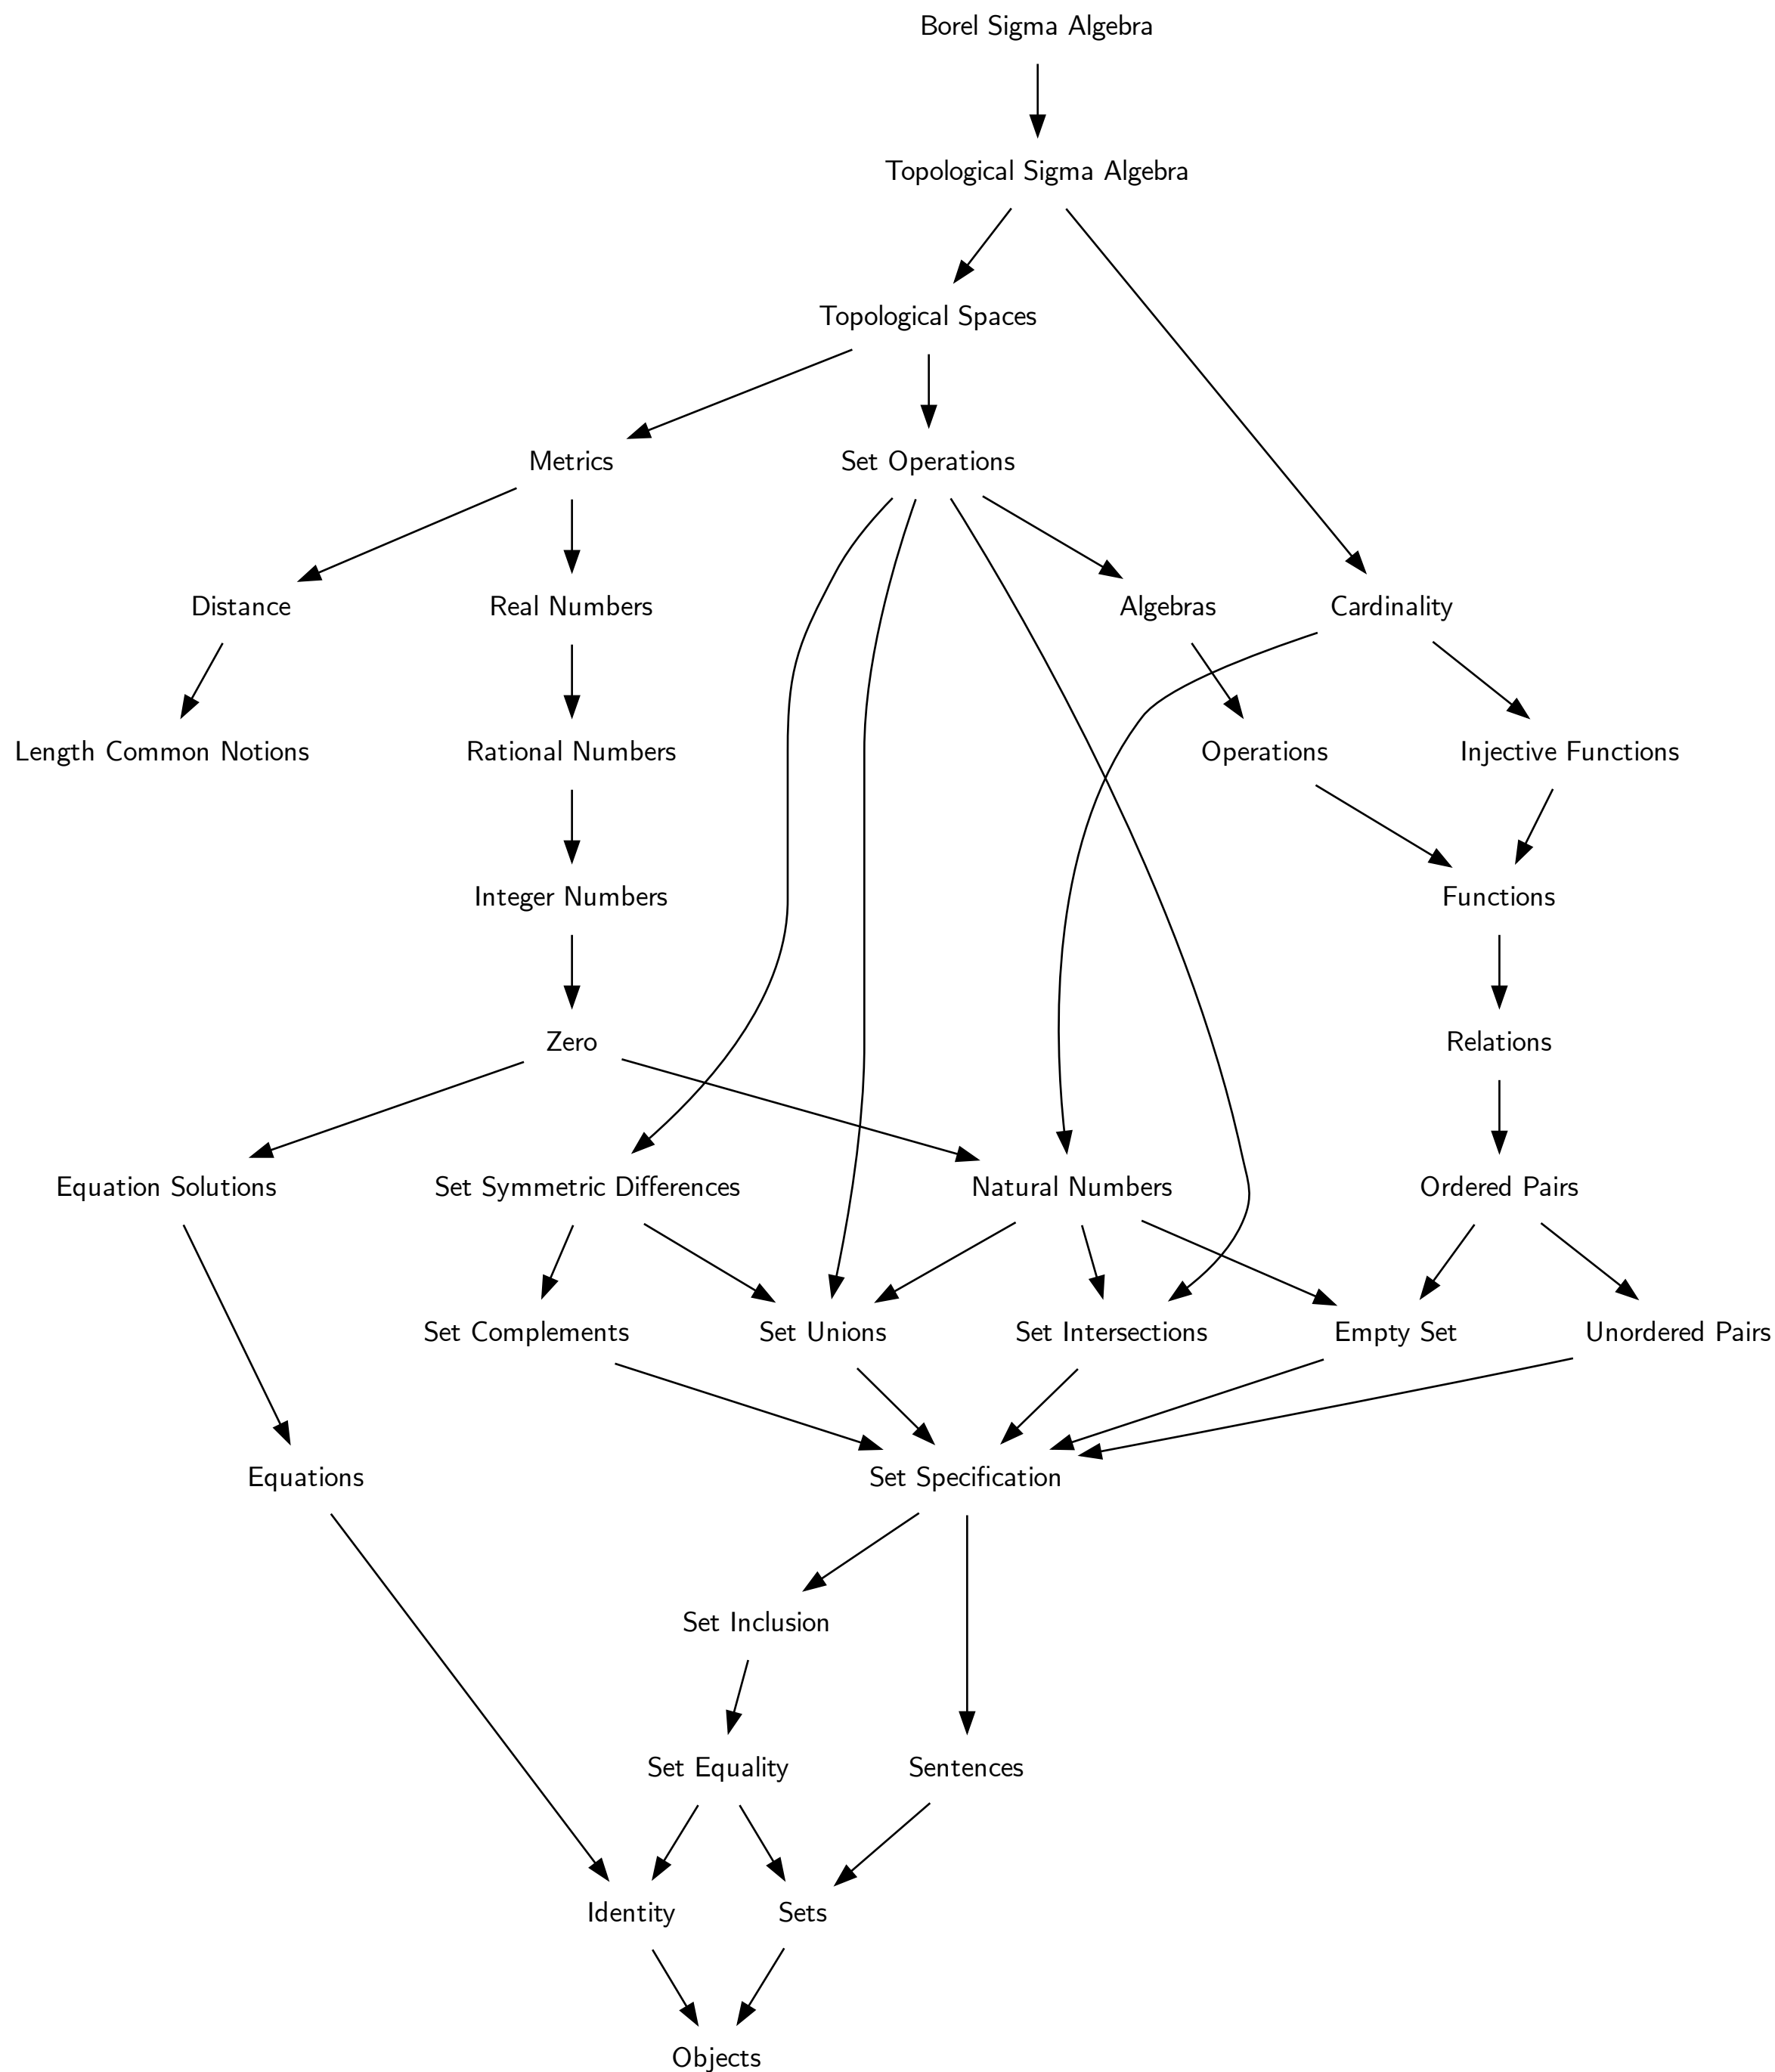 Borel Sigma Algebra
Topological Sigma Algebra
Topological Spaces
Metrics
Set Operations
Distance
Real Numbers
Algebras
Cardinality
Length Common Notions
Rational Numbers
Operations
Injective Functions
Integer Numbers
Functions
Zero
Relations
Equation Solutions
Set Symmetric Differences
Natural Numbers
Ordered Pairs
Set Complements
Set Unions
Set Intersections
Empty Set
Unordered Pairs
Equations
Set Specification
Set Inclusion
Set Equality
Sentences
Identity
Sets
Objects